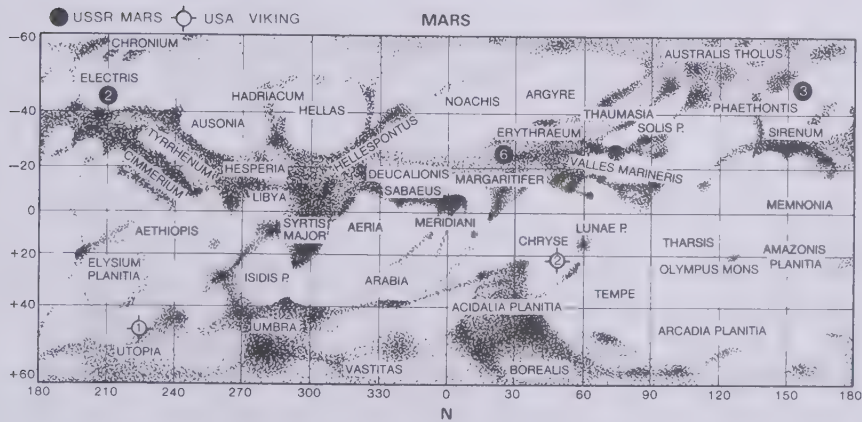 USSR MARS USA VIKING MARS
-60
CHRONIUM
AUSTRALIS THOLUS
ELECTRIS
2
3
HADRIACUM
HELLAS
NOACHIS
ARGYRE
PHAETHONTIS
-40
THAUMASIA
AUSONIA
ERYTHRAEUM
SOLIS P.
SIRENUM
TYRRHENUM
HELLESPONTUS
6
-20
HESPERIA
DEUCALIONIS
VALLES MARINERIS
CIMMERIUM
LIBYA
SABAEUS
MARGARITIFER
MEMNONIA
0
AETHIOPIS
SYRTIS MAJOR
AERIA
MERIDIANI
LUNAE P.
CHRYSE
THARSIS
AMAZONIS PLANITIA
+20
ELYSIUM PLANITIA
ISIDIS P.
ARABIA
2
OLYMPUS MONS
TEMPE
+40
ACIDALIA PLANITIA
1
UMBRA
ARCADIA PLANITIA
UTOPIA
VASTITAS
BOREALIS
+60
180 210 240 270 300 330 0 30 60 90 120 150 180
N